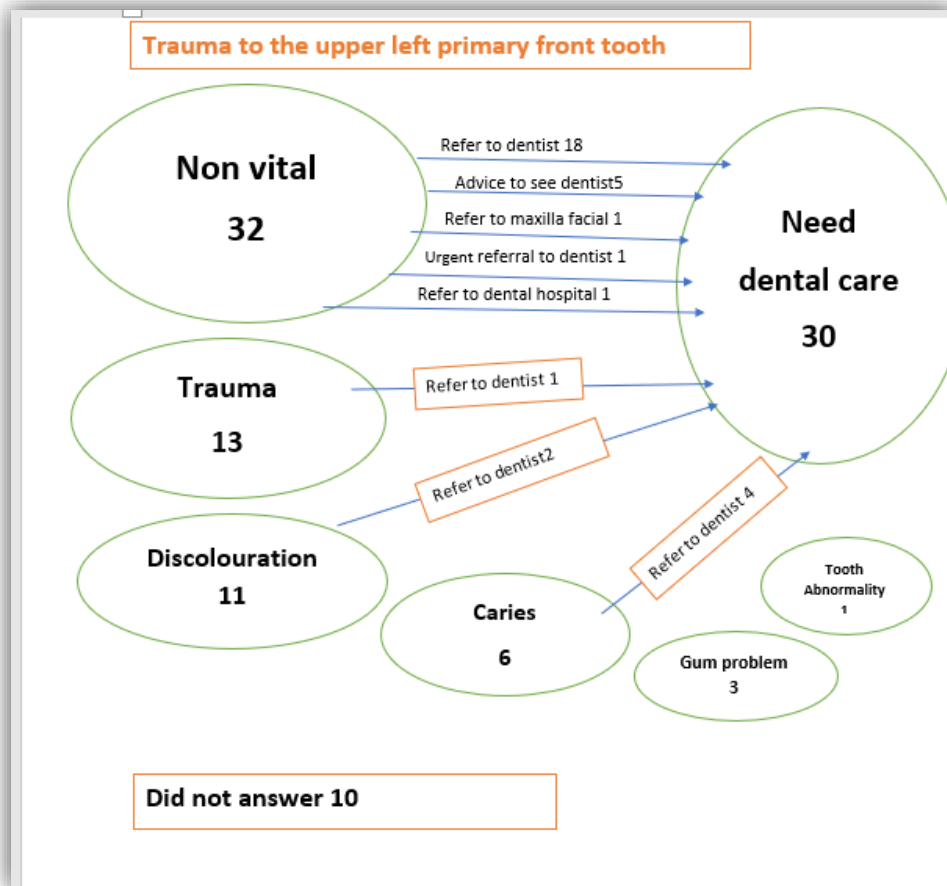 Trauma to the upper left primary front tooth
Non vital
32
Refer to dentist 18
Advice to see dentist5
Refer to maxilla facial 1
Urgent referral to dentist 1
Refer to dental hospital 1
Need
dental care
30
Trauma
13
Refer to dentist 1
Refer to dentist2
Discolouration
11
Refer to dentist 4
Caries
6
Tooth
Abnormality
1
Gum problem
3
Did not answer 10